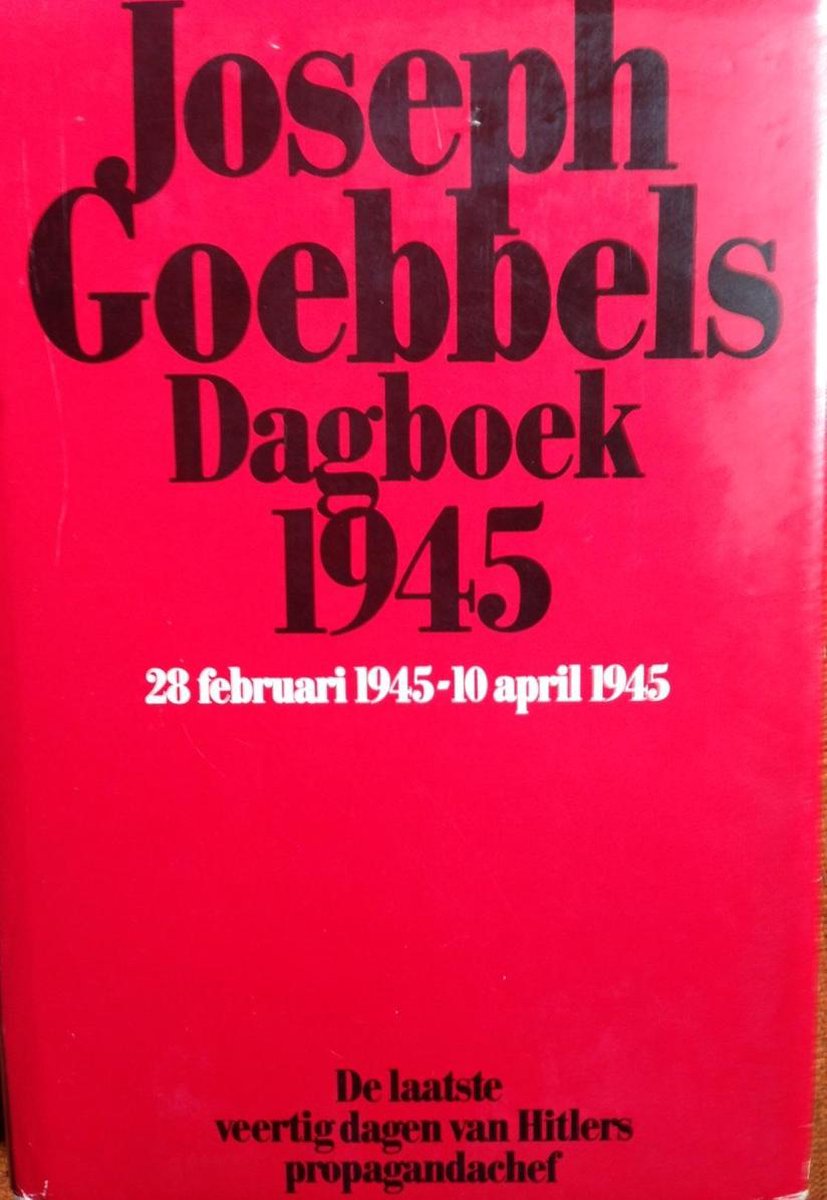 Joseph
Goebbels
Dagboek
1945
28 februari 1945-10 april 1945
De laatste
veertig dagen van Hitlers
propagandachef